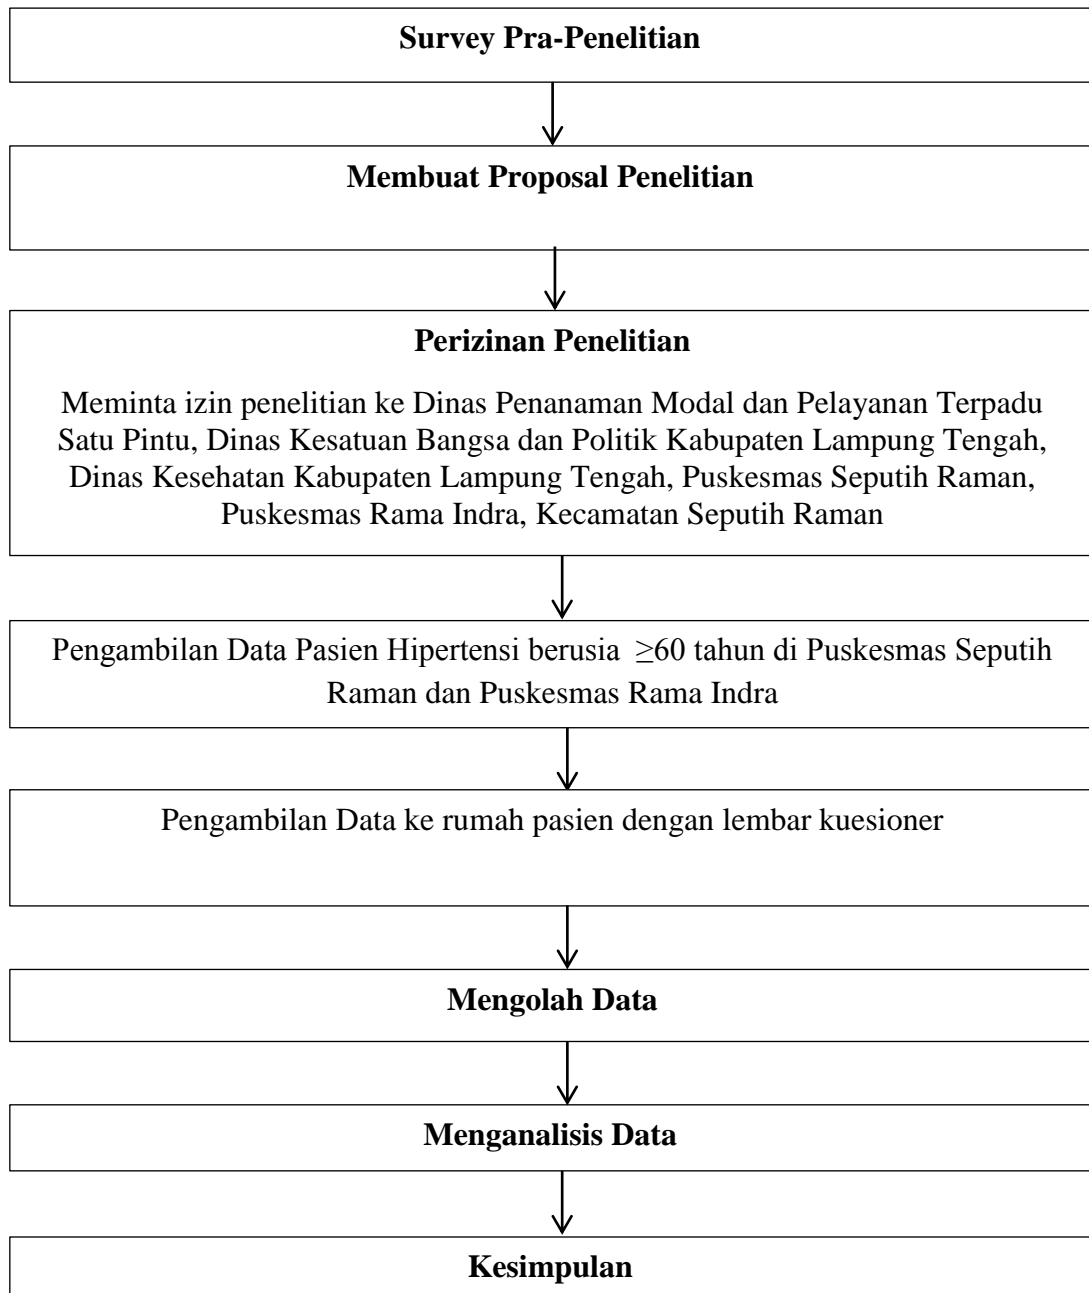 Survey Pra-Penelitian
Membuat Proposal Penelitian
Perizinan Penelitian
Meminta izin penelitian ke Dinas Penanaman Modal dan Pelayanan Terpadu
Satu Pintu, Dinas Kesatuan Bangsa dan Politik Kabupaten Lampung Tengah,
Dinas Kesehatan Kabupaten Lampung Tengah, Puskesmas Seputih Raman,
Puskesmas Rama Indra, Kecamatan Seputih Raman
Pengambilan Data Pasien Hipertensi berusia ≥60 tahun di Puskesmas Seputih
Raman dan Puskesmas Rama Indra
Pengambilan Data ke rumah pasien dengan lembar kuesioner
Mengolah Data
Menganalisis Data
Kesimpulan